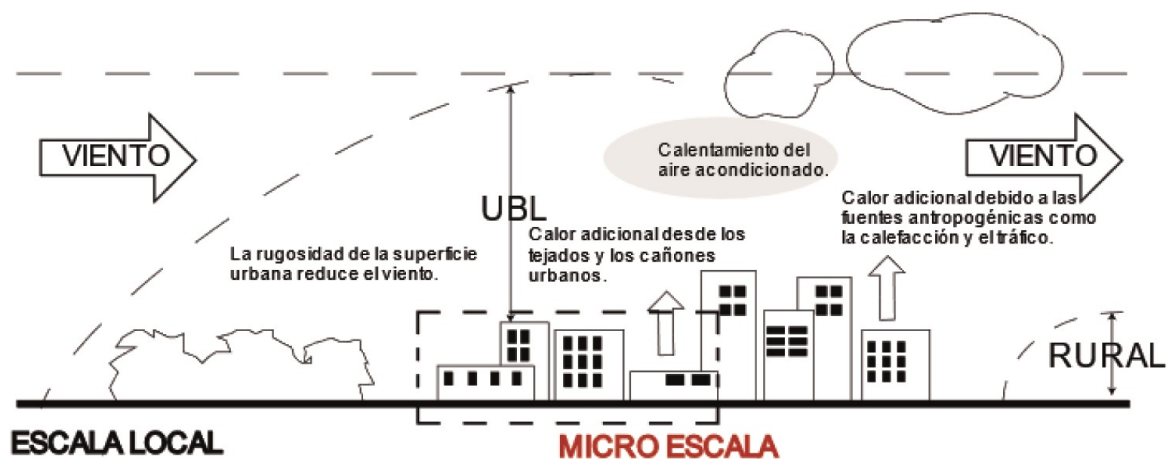 VIENTO
Calentamiento del
aire acondicionado.
VIENTO
UBL
La rugosidad de la superficie
urbana reduce el viento.
Calor adicional desde los
tejados y los cañones
urbanos.
Calor adicional debido a las
fuentes antropogénicas como
la calefacción y el tráfico.
RURAL
ESCALA LOCAL
MICRO ESCALA